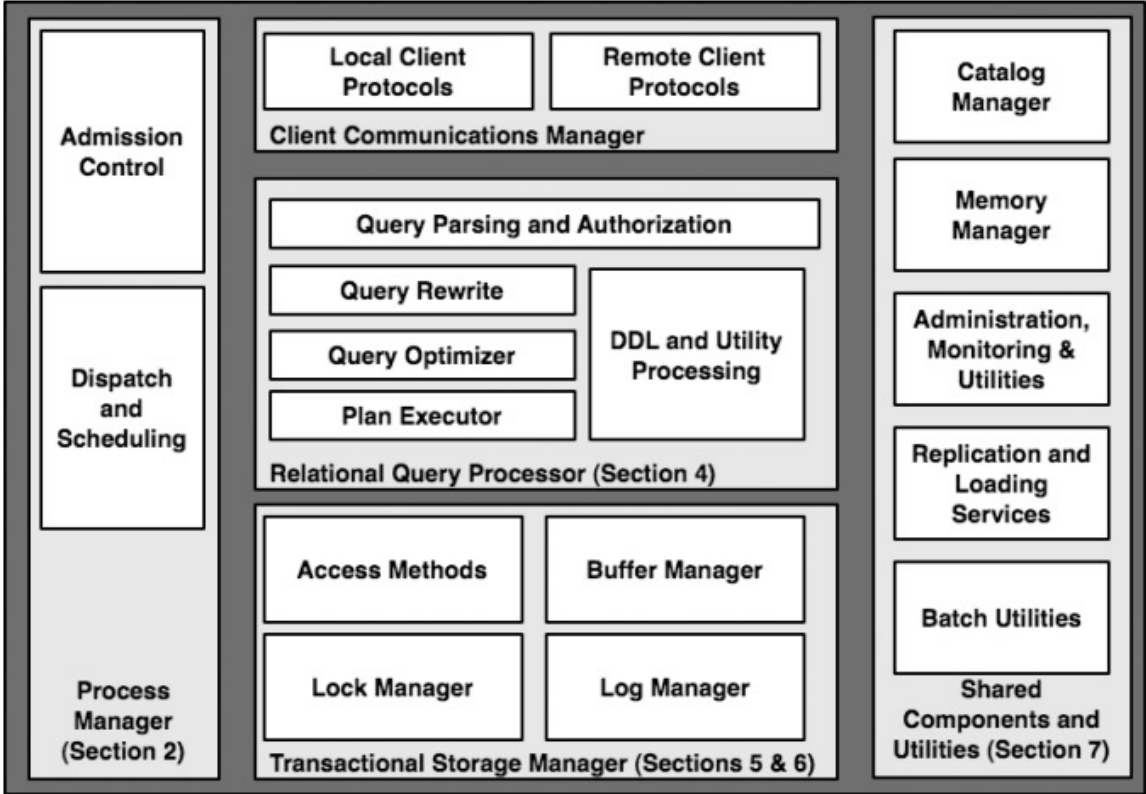 Admission
Control
Dispatch
and
Scheduling
Process
Manager
(Section 2)
Local Client
Protocols
Remote Client
Protocols
Client Communications Manager
Query Parsing and Authorization
Query Rewrite
Query Optimizer
Plan Executor
DDL and Utility
Processing
Relational Query Processor (Section 4)
Access Methods
Buffer Manager
Lock Manager
Log Manager
Transactional Storage Manager (Sections 5 & 6)
Catalog
Manager
Memory
Manager
Administration,
Monitoring &
Utilities
Replication and
Loading
Services
Batch Utilities
Shared
Components and
Utilities (Section 7)